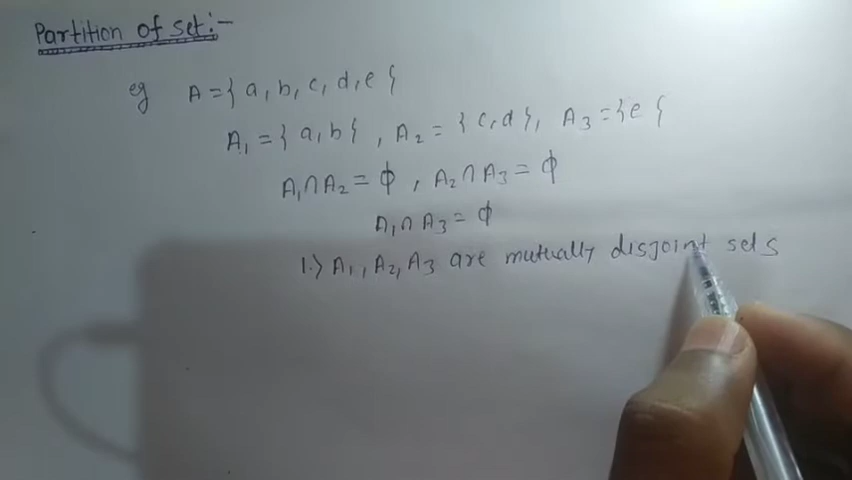 Partition of set:-
eg A = { a, b, c, d, e }
A₁ = { a, b } , A₂ = { c, d }, A₃ = { e }
A₁ ∩ A₂ = ϕ , A₂ ∩ A₃ = ϕ
A₁ ∩ A₃ = ϕ
1.) A₁, A₂, A₃ are mutually disjoint sets